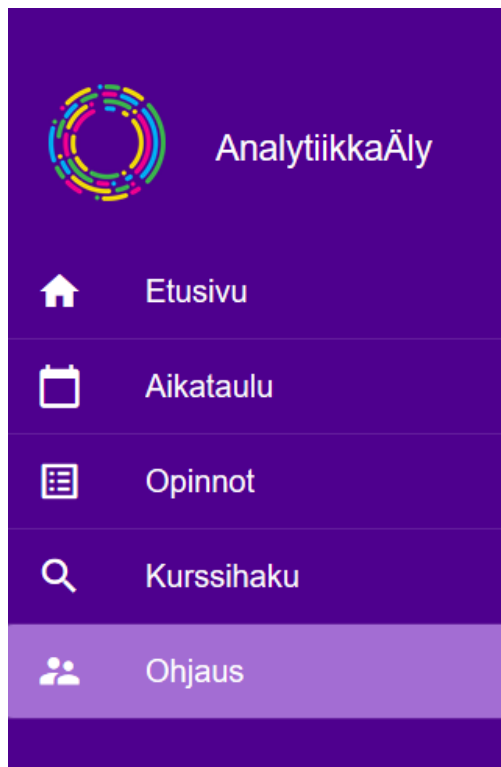 AnalytiikkaÄly
Etusivu
Aikataulu
Opinnot
Kurssihaku
Ohjaus